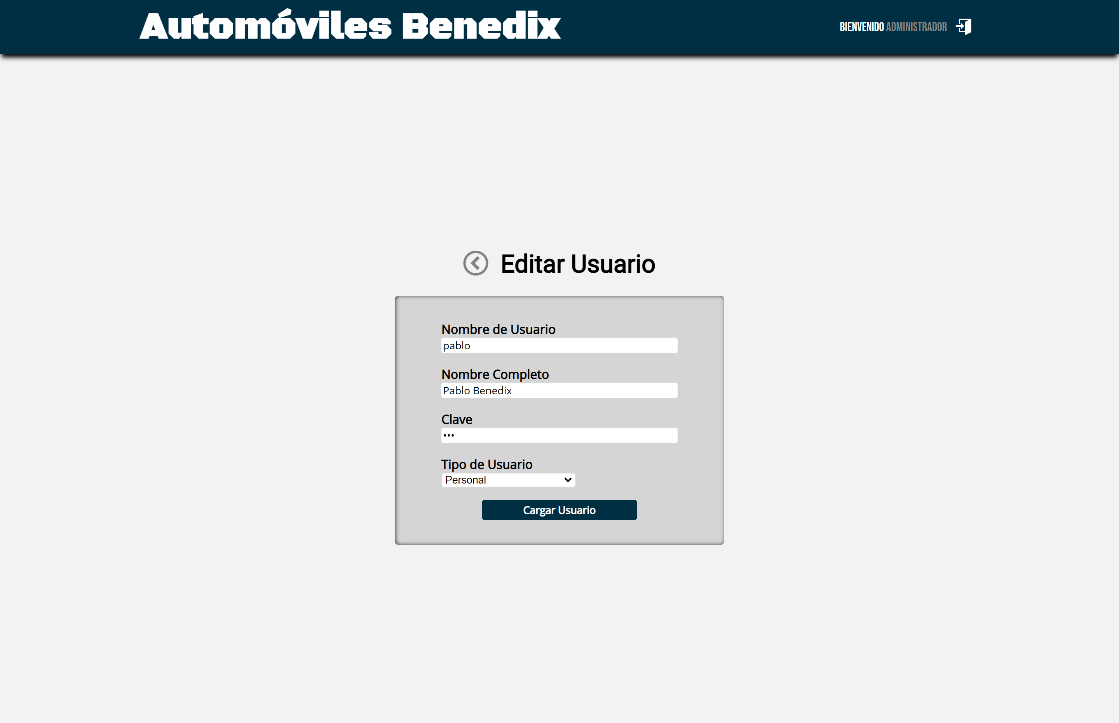 Automóviles Benedix
BIENVENIDO ADMINISTRADOR
Editar Usuario
Nombre de Usuario
pablo
Nombre Completo
Pablo Benedix
Clave
•••
Tipo de Usuario
Personal
Cargar Usuario